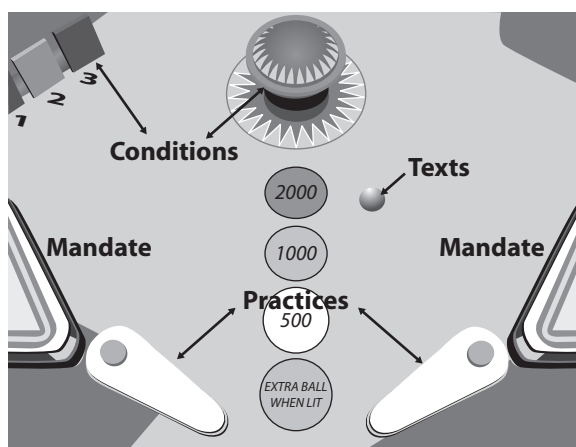 3
2
1
Conditions
Texts
2000
Mandate
Mandate
1000
Practices
500
EXTRA BALL
WHEN LIT